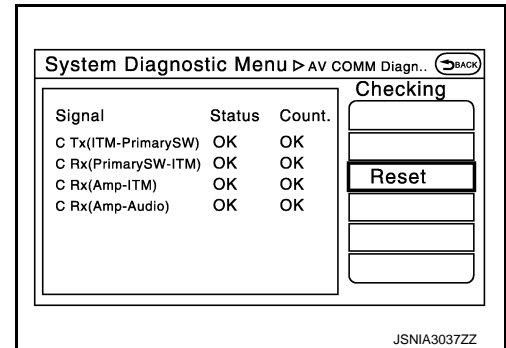 System Diagnostic Menu ▷ AV COMM Diagn.. BACK
Checking
Signal Status Count.
C Tx(ITM-PrimarySW) OK OK
C Rx(PrimarySW-ITM) OK OK
C Rx(Amp-ITM) OK OK
C Rx(Amp-Audio) OK OK
Reset
JSNIA3037ZZ